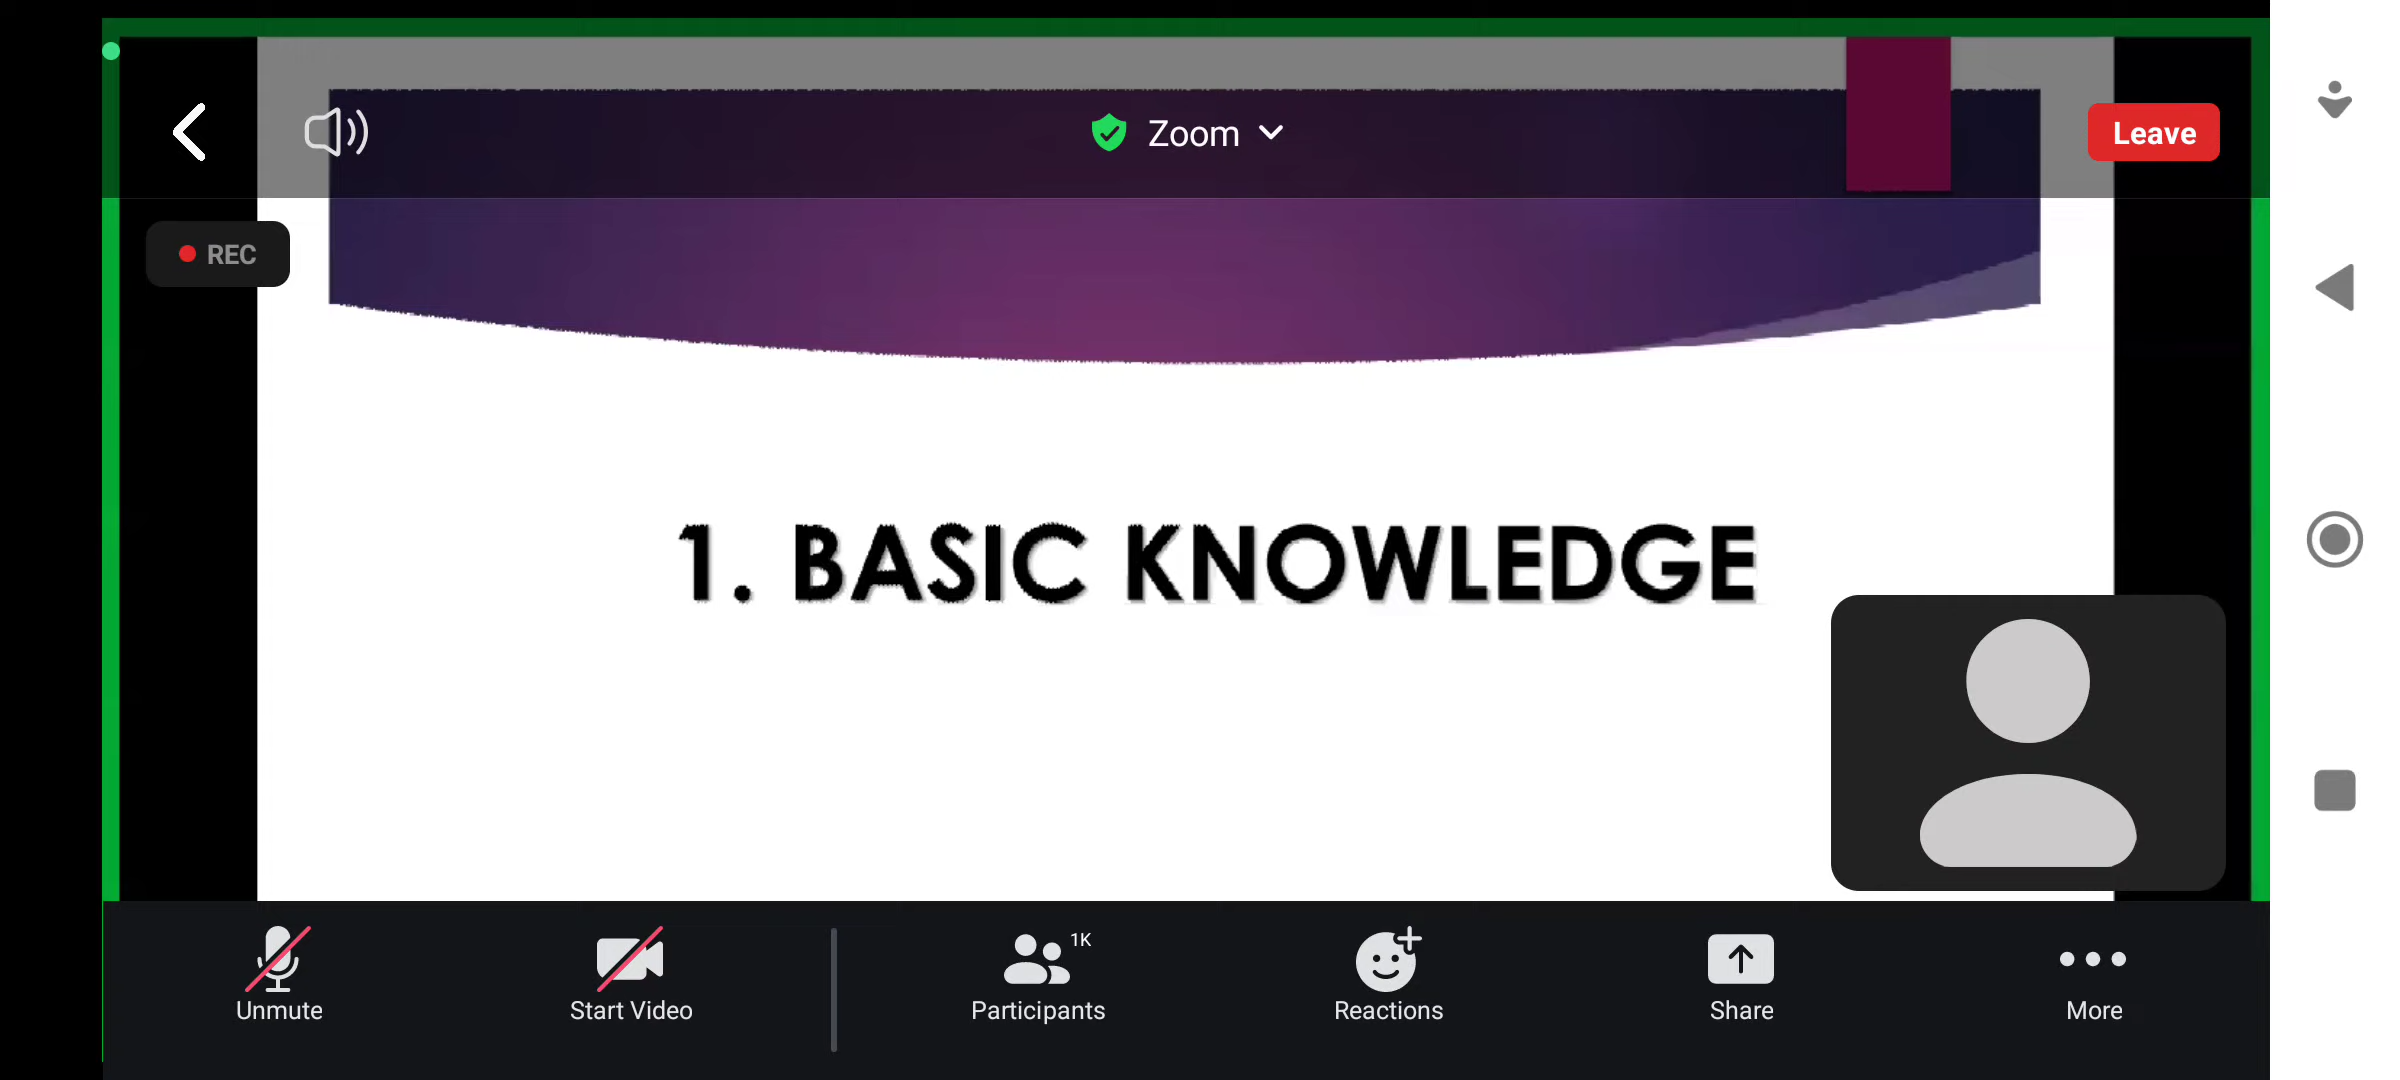 Zoom
Leave
REC
1. BASIC KNOWLEDGE
1K
Unmute
Start Video
Participants
Reactions
Share
More